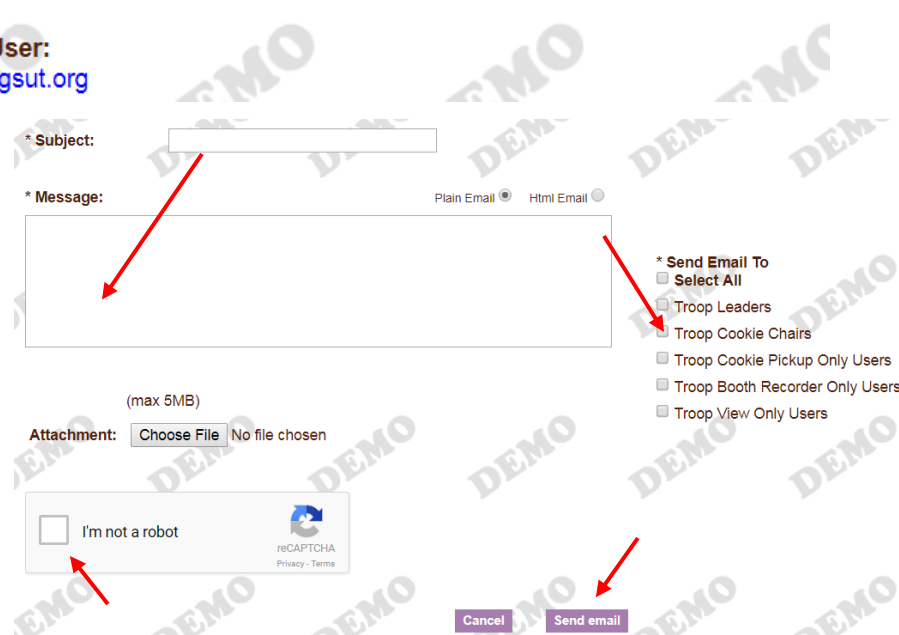 User:
gsut.org
* Subject:
* Message:
Plain Email Html Email
* Send Email To
Select All
Troop Leaders
Troop Cookie Chairs
Troop Cookie Pickup Only Users
Troop Booth Recorder Only Users
Troop View Only Users
(max 5MB)
Attachment: Choose File No file chosen
I'm not a robot
reCAPTCHA
Privacy - Terms
Cancel Send email
DEMO